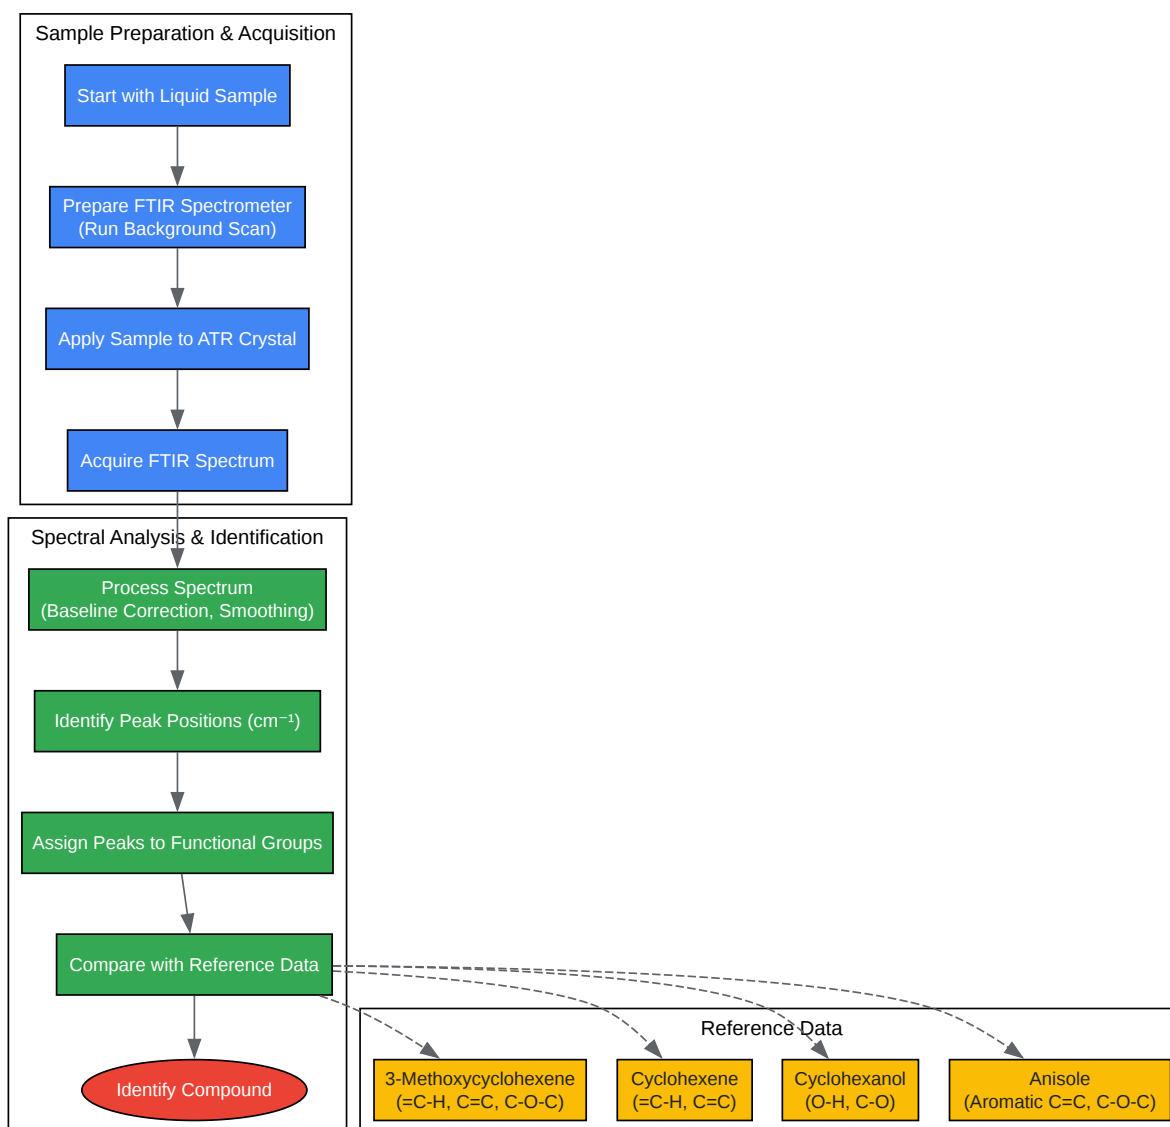 Sample Preparation & Acquisition
Start with Liquid Sample
Prepare FTIR Spectrometer
(Run Background Scan)
Apply Sample to ATR Crystal
Acquire FTIR Spectrum
Spectral Analysis & Identification
Process Spectrum
(Baseline Correction, Smoothing)
Identify Peak Positions (cm⁻¹)
Assign Peaks to Functional Groups
Compare with Reference Data
Identify Compound
Reference Data
3-Methoxycyclohexene
(=C-H, C=C, C-O-C)
Cyclohexene
(=C-H, C=C)
Cyclohexanol
(O-H, C-O)
Anisole
(Aromatic C=C, C-O-C)